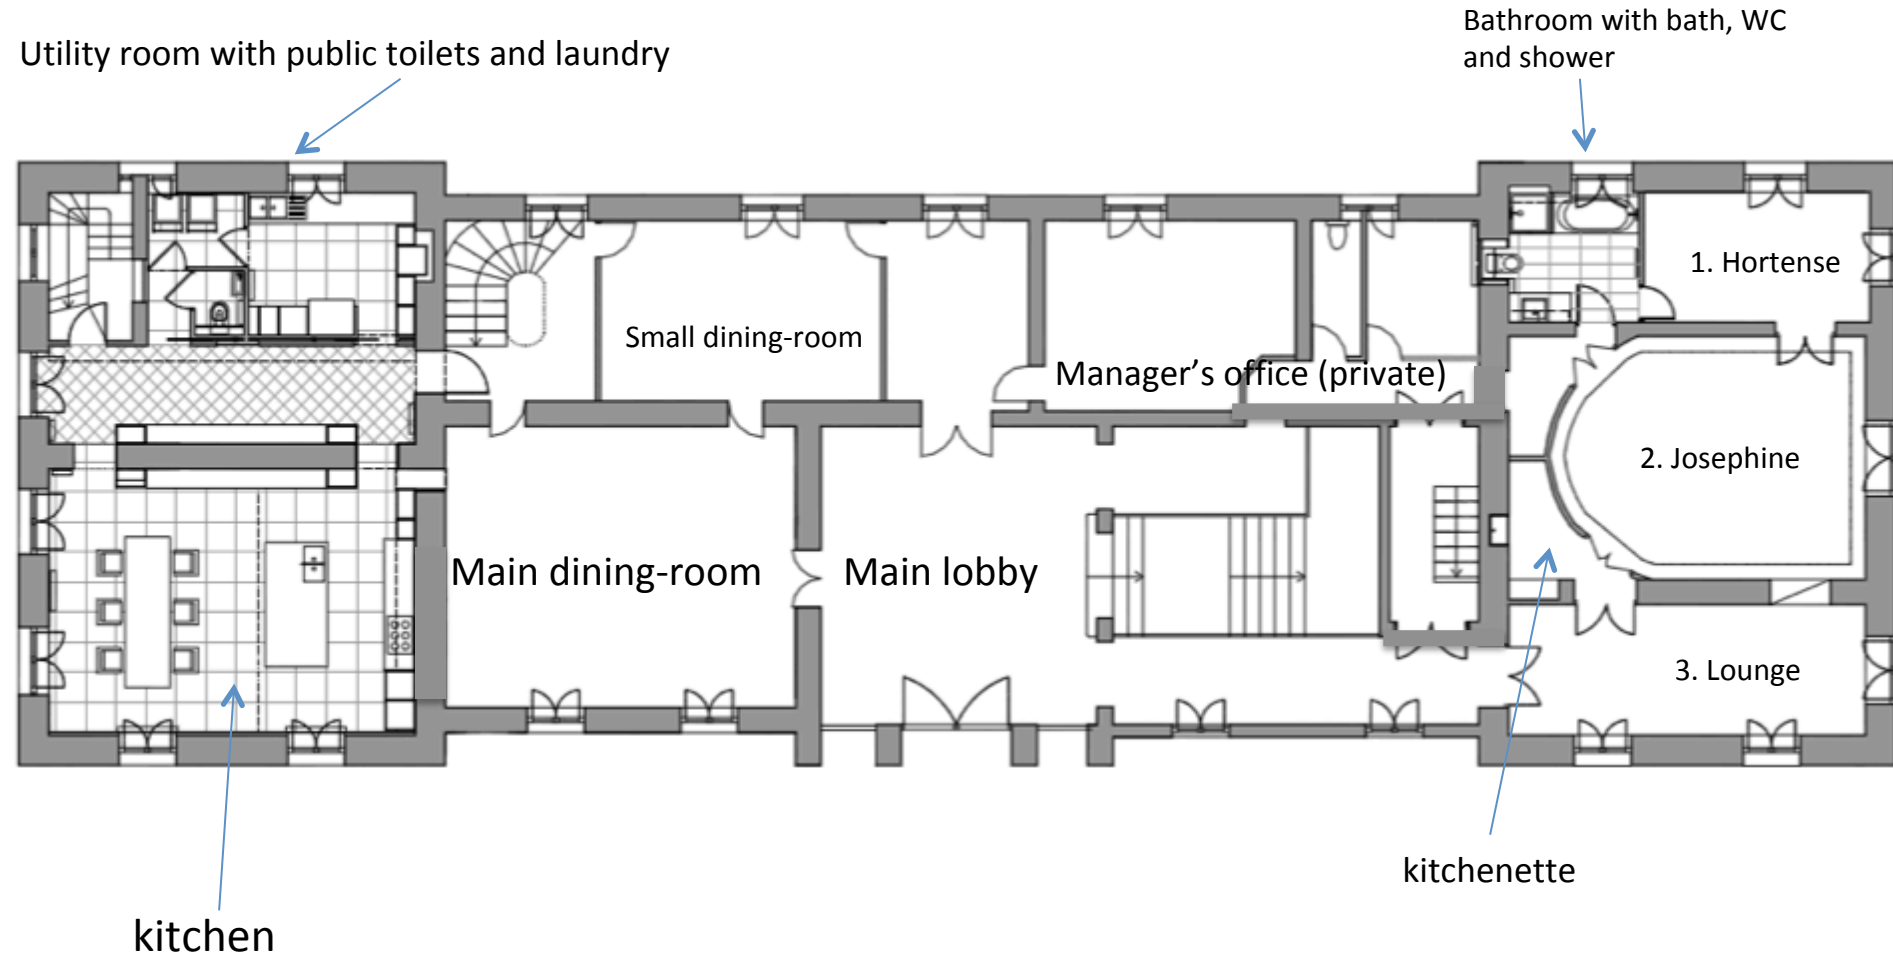 Utility room with public toilets and laundry
Bathroom with bath, WC
and shower
1. Hortense
Small dining-room
Manager’s office (private)
2. Josephine
Main dining-room
Main lobby
3. Lounge
kitchenette
kitchen